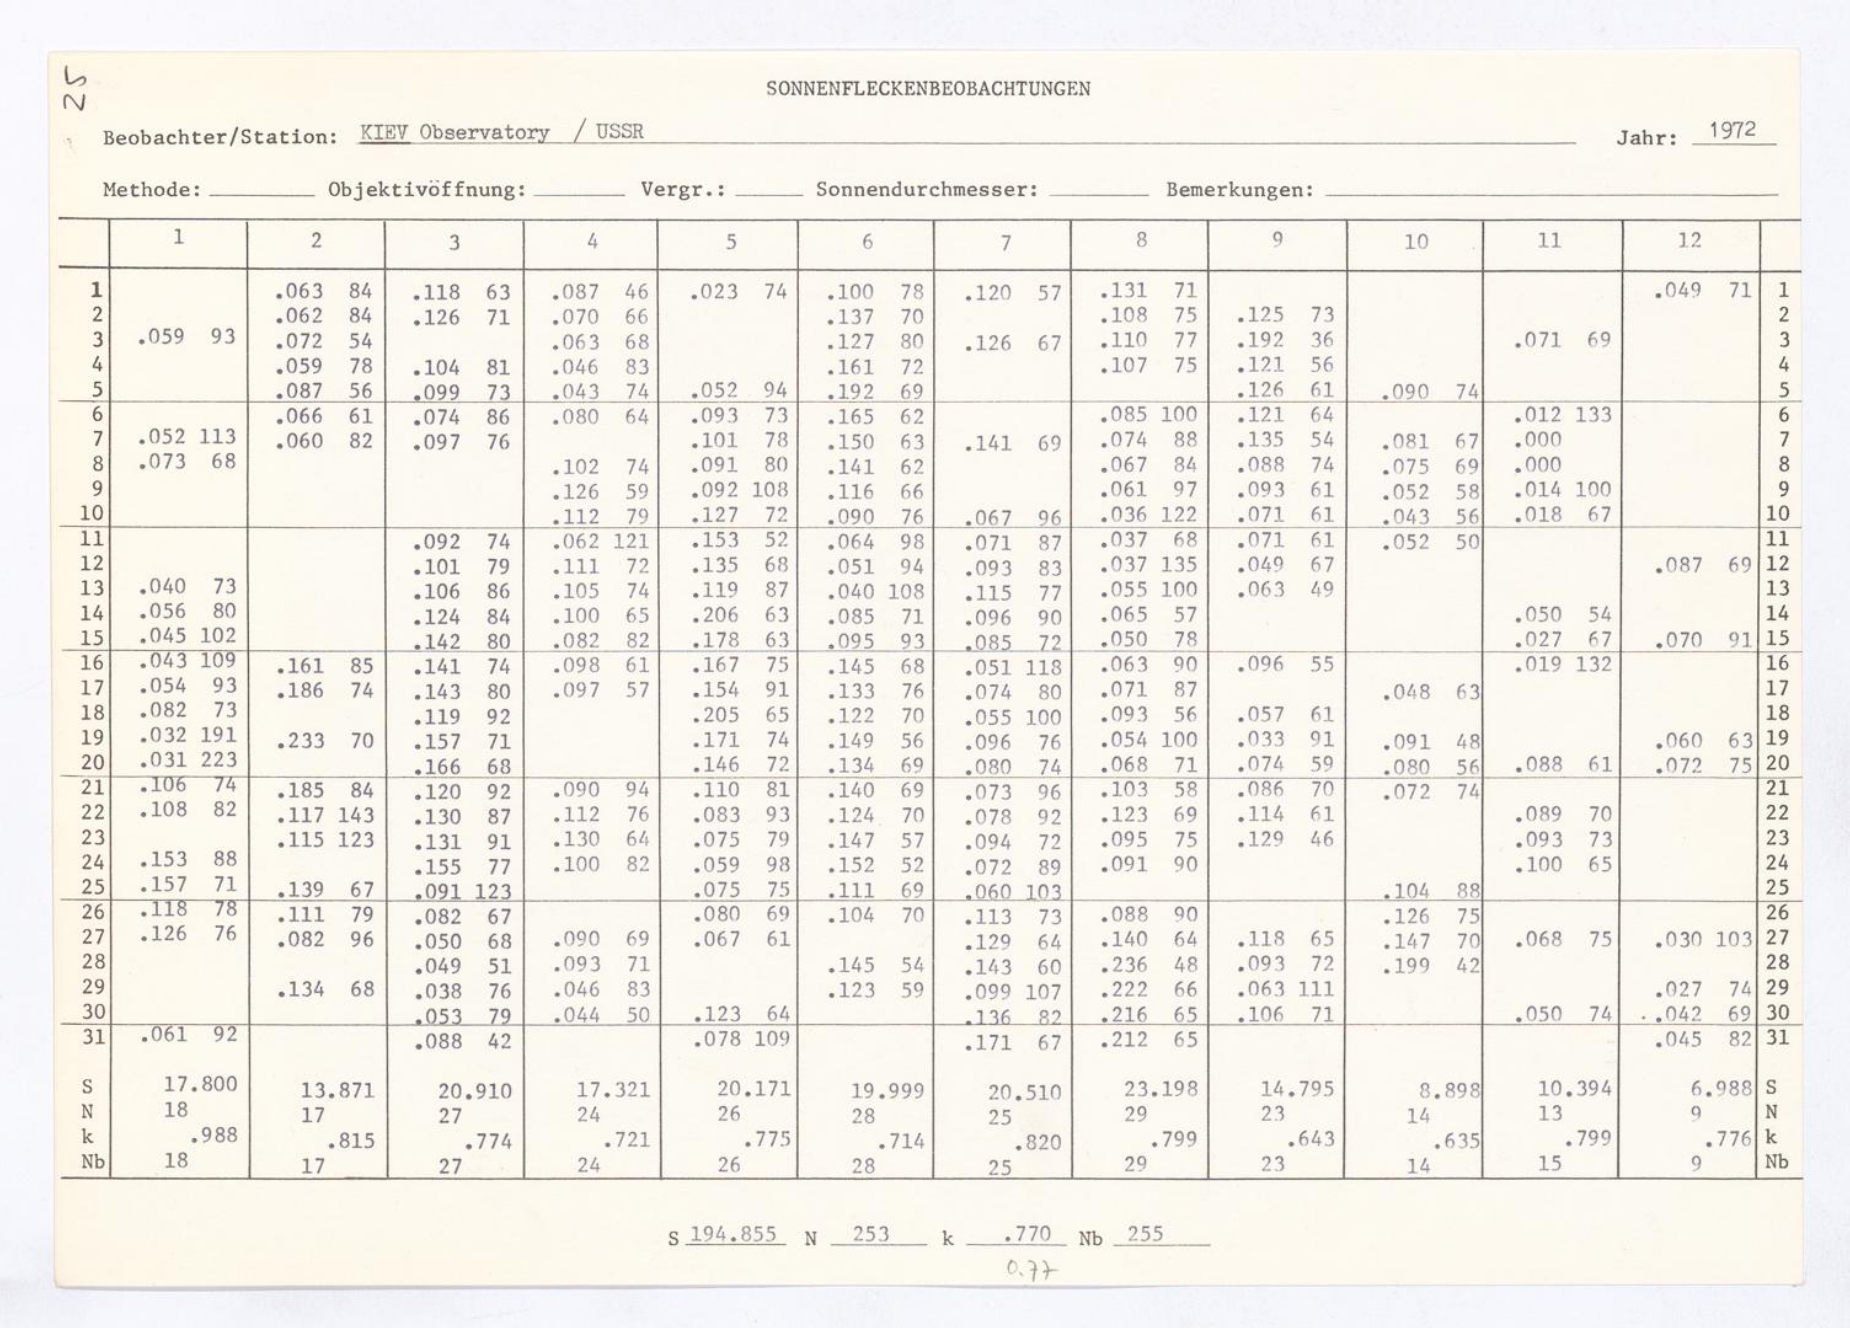 25
SONNENFLECKENBEOBACHTUNGEN
Beobachter/Station: KIEV Observatory / USSR Jahr: 1972
Methode: Objektivöffnung: Vergr.: Sonnendurchmesser: Bemerkungen:
1 2 3 4 5 6 7 8 9 10 11 12
1 .063 84 .118 63 .087 46 .023 74 .100 78 .120 57 .131 71 .049 71 1
2 .062 84 .126 71 .070 66 .137 70 .108 75 .125 73 2
3 .059 93 .072 54 .063 68 .127 80 .126 67 .110 77 .192 36 .071 69 3
4 .059 78 .104 81 .046 83 .161 72 .107 75 .121 56 4
5 .087 56 .099 73 .043 74 .052 94 .192 69 .126 61 .090 74 5
6 .066 61 .074 86 .080 64 .093 73 .165 62 .085 100 .121 64 .012 133 6
7 .052 113 .060 82 .097 76 .101 78 .150 63 .141 69 .074 88 .135 54 .081 67 .000 7
8 .073 68 .102 74 .091 80 .141 62 .067 84 .088 74 .075 69 .000 8
9 .126 59 .092 108 .116 66 .061 97 .093 61 .052 58 .014 100 9
10 .112 79 .127 72 .090 76 .067 96 .036 122 .071 61 .043 56 .018 67 10
11 .092 74 .062 121 .153 52 .064 98 .071 87 .037 68 .071 61 .052 50 11
12 .101 79 .111 72 .135 68 .051 94 .093 83 .037 135 .049 67 .087 69 12
13 .040 73 .106 86 .105 74 .119 87 .040 108 .115 77 .055 100 .063 49 13
14 .056 80 .124 84 .100 65 .206 63 .085 71 .096 90 .065 57 .050 54 14
15 .045 102 .142 80 .082 82 .178 63 .095 93 .085 72 .050 78 .027 67 .070 91 15
16 .043 109 .161 85 .141 74 .098 61 .167 75 .145 68 .051 118 .063 90 .096 55 .019 132 16
17 .054 93 .186 74 .143 80 .097 57 .154 91 .133 76 .074 80 .071 87 .048 63 17
18 .082 73 .119 92 .205 65 .122 70 .055 100 .093 56 .057 61 18
19 .032 191 .233 70 .157 71 .171 74 .149 56 .096 76 .054 100 .033 91 .091 48 .060 63 19
20 .031 223 .166 68 .146 72 .134 69 .080 74 .068 71 .074 59 .080 56 .088 61 .072 75 20
21 .106 74 .185 84 .120 92 .090 94 .110 81 .140 69 .073 96 .103 58 .086 70 .072 74 21
22 .108 82 .117 143 .130 87 .112 76 .083 93 .124 70 .078 92 .123 69 .114 61 .089 70 22
23 .115 123 .131 91 .130 64 .075 79 .147 57 .094 72 .095 75 .129 46 .093 73 23
24 .153 88 .155 77 .100 82 .059 98 .152 52 .072 89 .091 90 .100 65 24
25 .157 71 .139 67 .091 123 .075 75 .111 69 .060 103 .104 88 25
26 .118 78 .111 79 .082 67 .080 69 .104 70 .113 73 .088 90 .126 75 26
27 .126 76 .082 96 .050 68 .090 69 .067 61 .129 64 .140 64 .118 65 .147 70 .068 75 .030 103 27
28 .049 51 .093 71 .145 54 .143 60 .236 48 .093 72 .199 42 28
29 .134 68 .038 76 .046 83 .123 59 .099 107 .222 66 .063 111 .027 74 29
30 .053 79 .044 50 .123 64 .136 82 .216 65 .106 71 .050 74 .042 69 30
31 .061 92 .088 42 .078 109 .171 67 .212 65 .045 82 31
S 17.800 13.871 20.910 17.321 20.171 19.999 20.510 23.198 14.795 8.898 10.394 6.988 S
N 18 17 27 24 26 28 25 29 23 14 13 9 N
k .988 .815 .774 .721 .775 .714 .820 .799 .643 .635 .799 .776 k
Nb 18 17 27 24 26 28 25 29 23 14 15 9 Nb
S 194.855 N 253 k .770 Nb 255
0.77